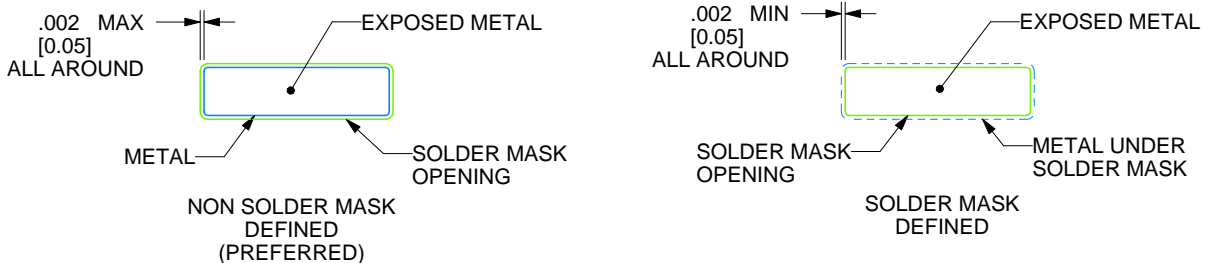 .002 MAX
[0.05]
ALL AROUND
EXPOSED METAL
METAL
SOLDER MASK
OPENING
NON SOLDER MASK
DEFINED
(PREFERRED)
.002 MIN
[0.05]
ALL AROUND
EXPOSED METAL
SOLDER MASK
OPENING
METAL UNDER
SOLDER MASK
SOLDER MASK
DEFINED